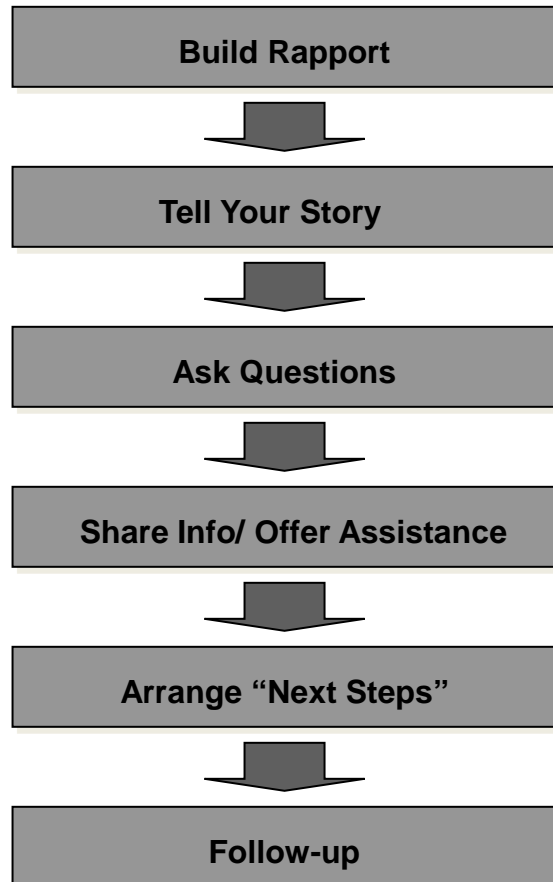 Build Rapport
Tell Your Story
Ask Questions
Share Info/ Offer Assistance
Arrange “Next Steps”
Follow-up